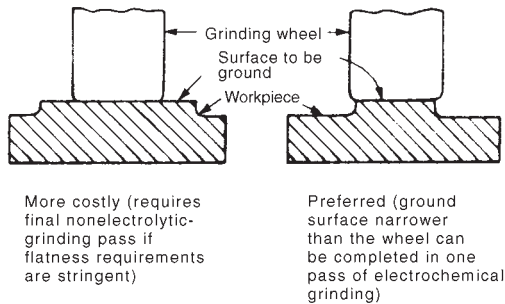 Grinding wheel
Surface to be
ground
Workpiece
More costly (requires
final nonelectrolytic-
grinding pass if
flatness requirements
are stringent)
Preferred (ground
surface narrower
than the wheel can
be completed in one
pass of electrochemical
grinding)